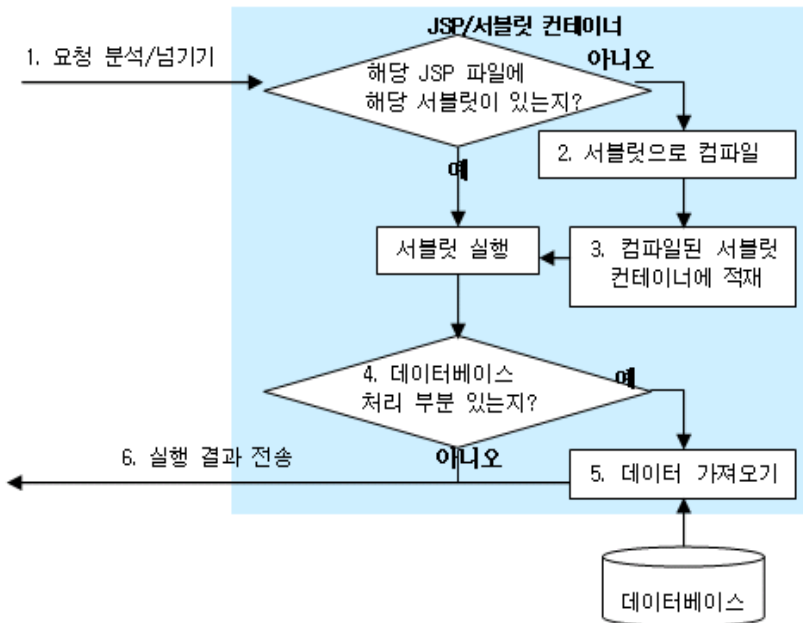 JSP/서블릿 컨테이너
1. 요청 분석/넘기기
해당 JSP 파일에
해당 서블릿이 있는지?
아니오
2. 서블릿으로 컴파일
예
서블릿 실행
3. 컴파일된 서블릿
컨테이너에 적재
4. 데이터베이스
처리 부분 있는지?
예
6. 실행 결과 전송
아니오
5. 데이터 가져오기
데이터베이스